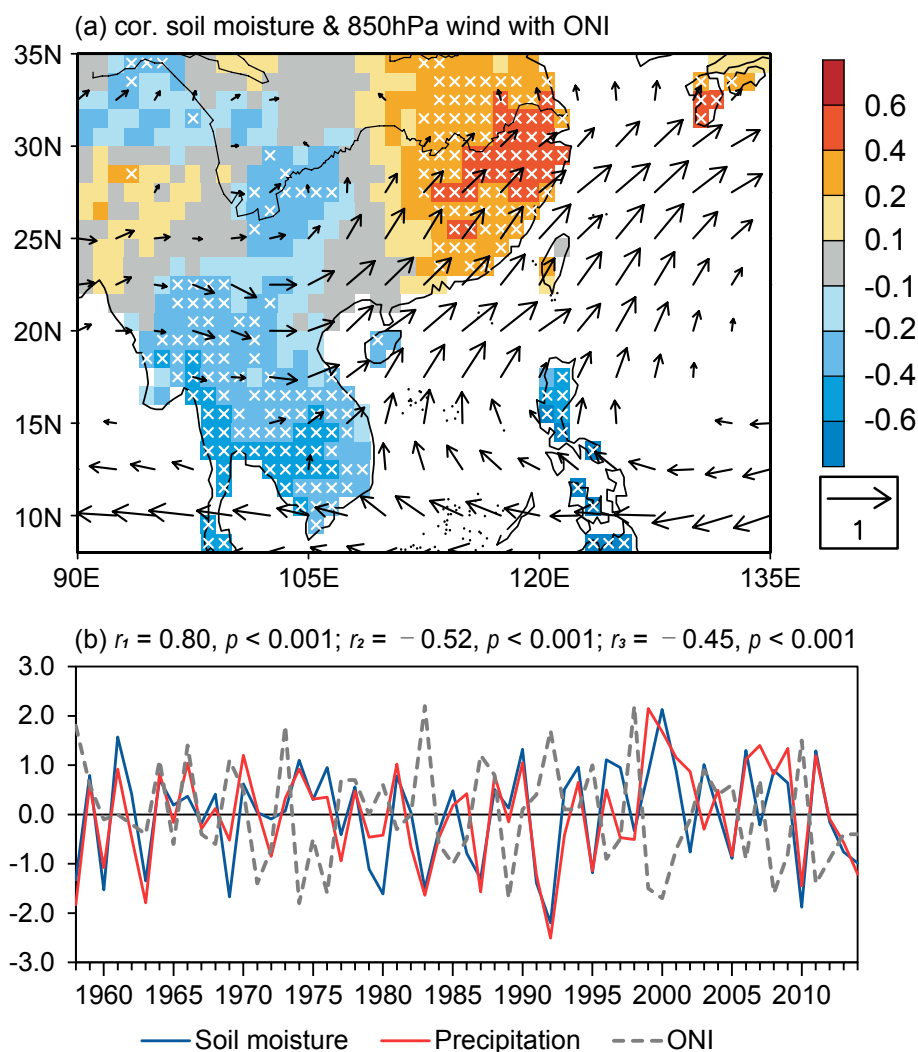 (a) cor. soil moisture & 850hPa wind with ONI
35N
30N
25N
20N
15N
10N
90E 105E 120E 135E
0.6
0.4
0.2
0.1
-0.1
-0.2
-0.4
-0.6
1
(b) r₁ = 0.80, p < 0.001; r₂ = −0.52, p < 0.001; r₃ = −0.45, p < 0.001
3.0
2.0
1.0
0.0
-1.0
-2.0
-3.0
1960 1965 1970 1975 1980 1985 1990 1995 2000 2005 2010
Soil moisture Precipitation ONI